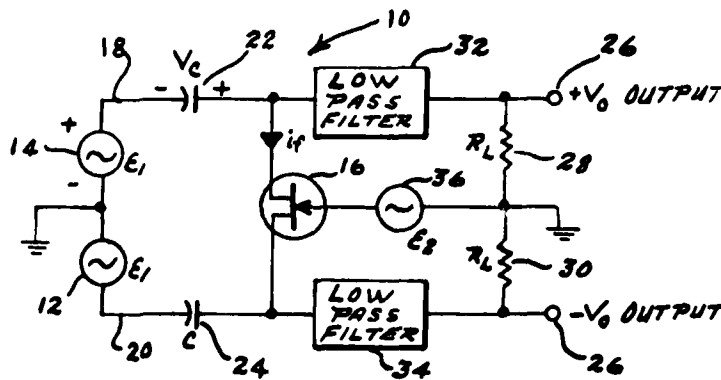 10
18
22
32
26
Vc
- +
LOW PASS FILTER
+Vo OUTPUT
+
14
E1
-
if
16
36
RL
28
E2
12
E1
RL
30
LOW PASS FILTER
-Vo OUTPUT
20
C
24
34
26